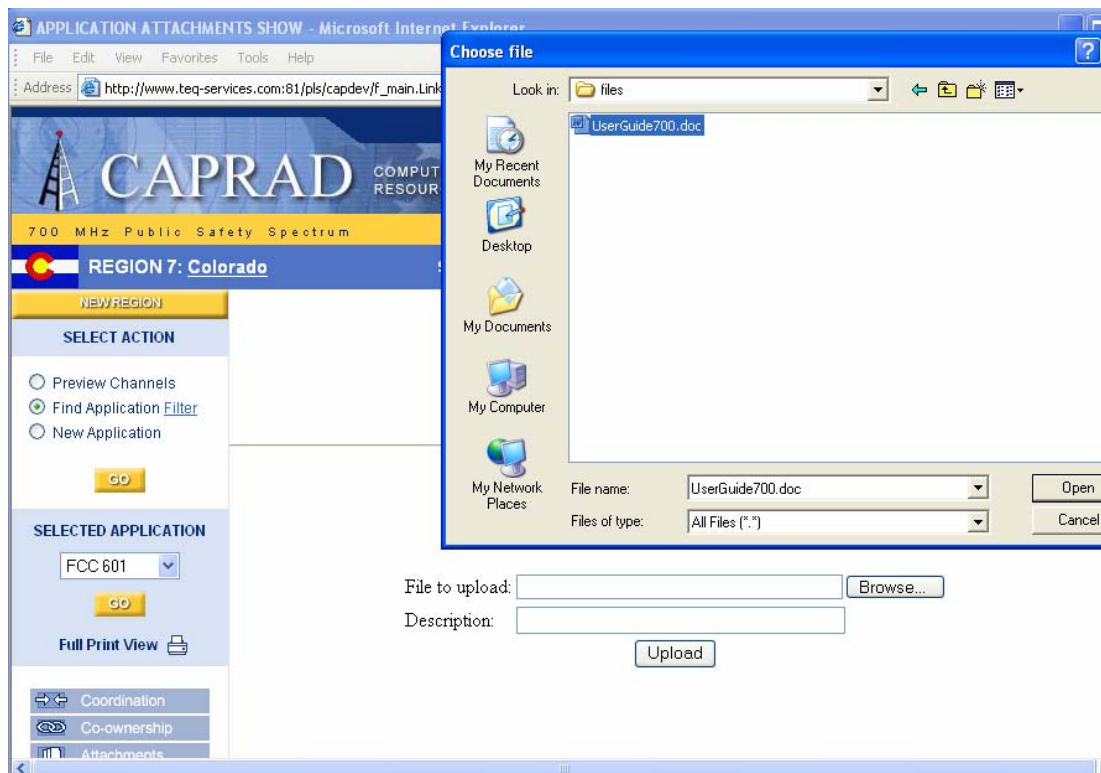 APPLICATION ATTACHMENTS SHOW - Microsoft Internet Explorer
File Edit View Favorites Tools Help
Address http://www.teq-services.com:81/pls/capdev/f_main.Link
CAPRAD
COMPUT
RESOUR
700 MHz Public Safety Spectrum
REGION 7: Colorado
NEW REGION
SELECT ACTION
Preview Channels
Find Application Filter
New Application
GO
SELECTED APPLICATION
FCC 601
GO
Full Print View
Coordination
Co-ownership
Attachments
Choose file
?
Look in: files
UserGuide700.doc
My Recent
Documents
Desktop
My Documents
My Computer
My Network
Places
File name: UserGuide700.doc Open
Files of type: All Files (*.*) Cancel
File to upload: Browse...
Description:
Upload